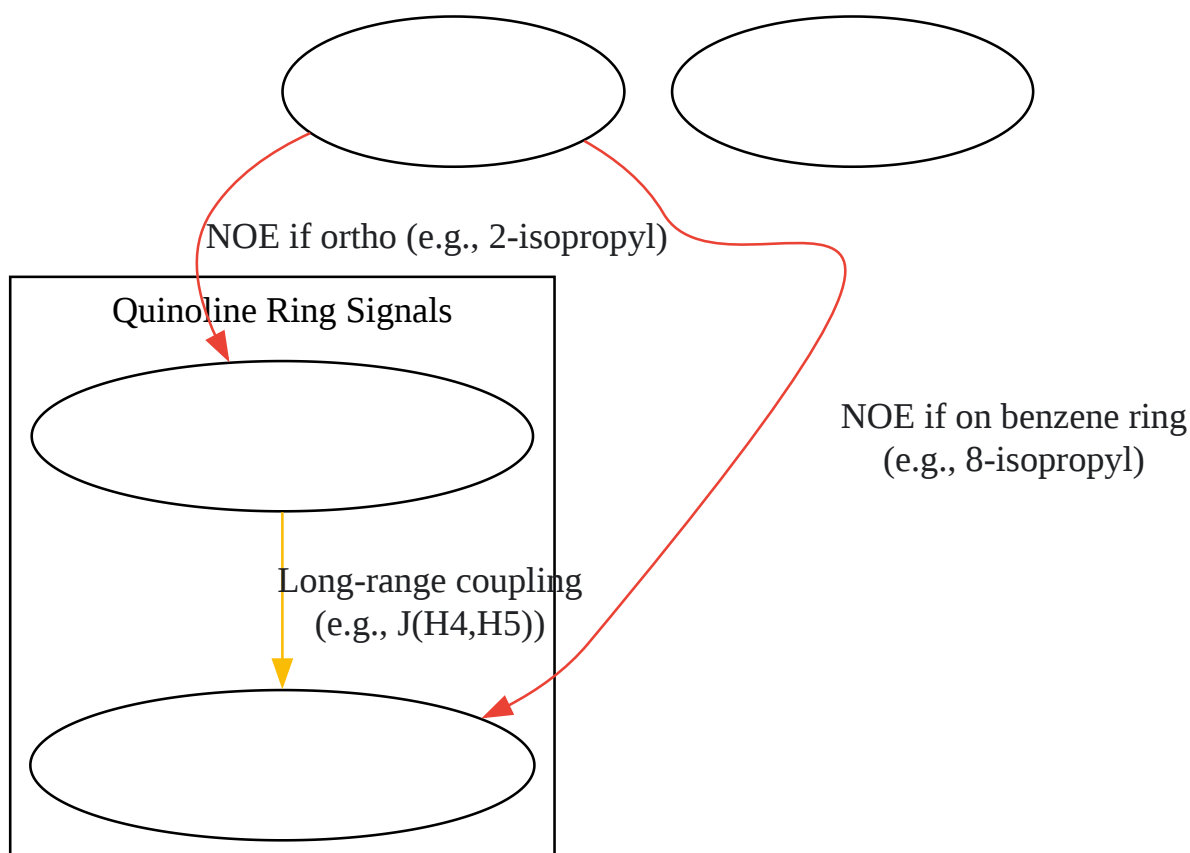 NOE if ortho (e.g., 2-isopropyl)
Quinoline Ring Signals
NOE if on benzene ring
(e.g., 8-isopropyl)
Long-range coupling
(e.g., J(H4,H5))